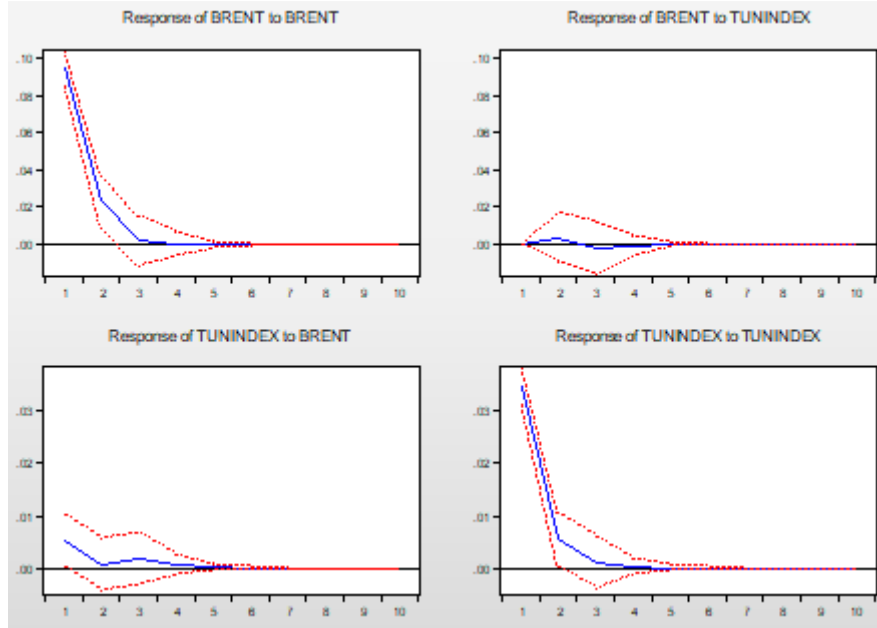 Response of BRENT to BRENT
.10
.08
.06
.04
.02
.00
1 2 3 4 5 6 7 8 9 10
Response of BRENT to TUNINDEX
.10
.08
.06
.04
.02
.00
1 2 3 4 5 6 7 8 9 10
Response of TUNINDEX to BRENT
.03
.02
.01
.00
1 2 3 4 5 6 7 8 9 10
Response of TUNINDEX to TUNINDEX
.03
.02
.01
.00
1 2 3 4 5 6 7 8 9 10